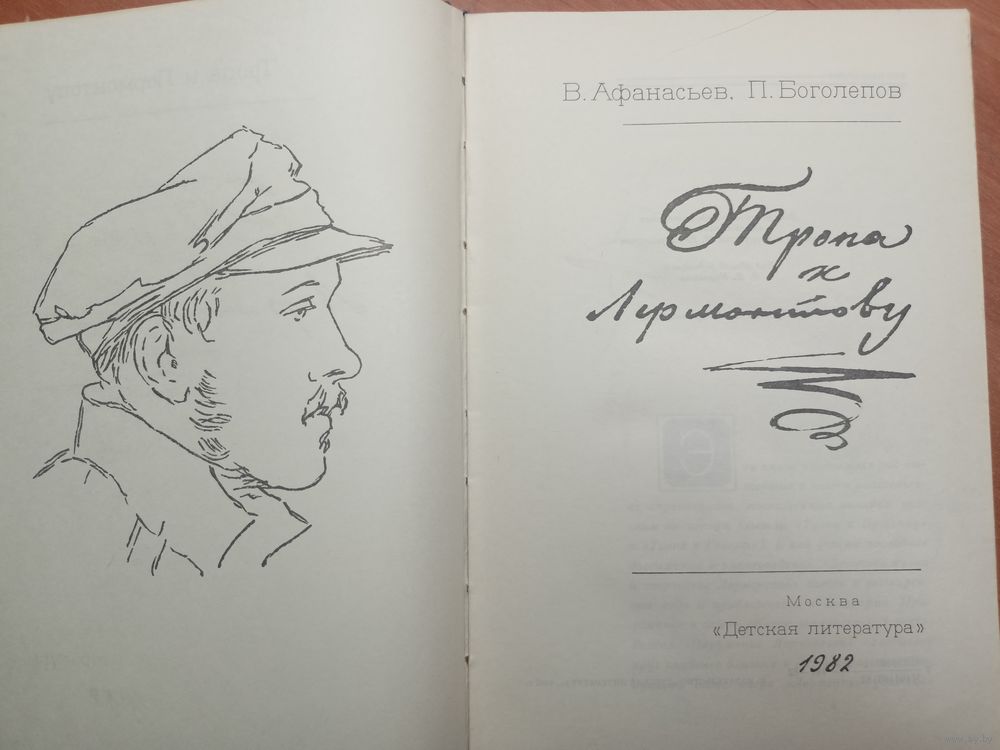 В. Афанасьев, П. Боголепов
Тропа
к
Лермонтову
Москва
«Детская литература»
1982